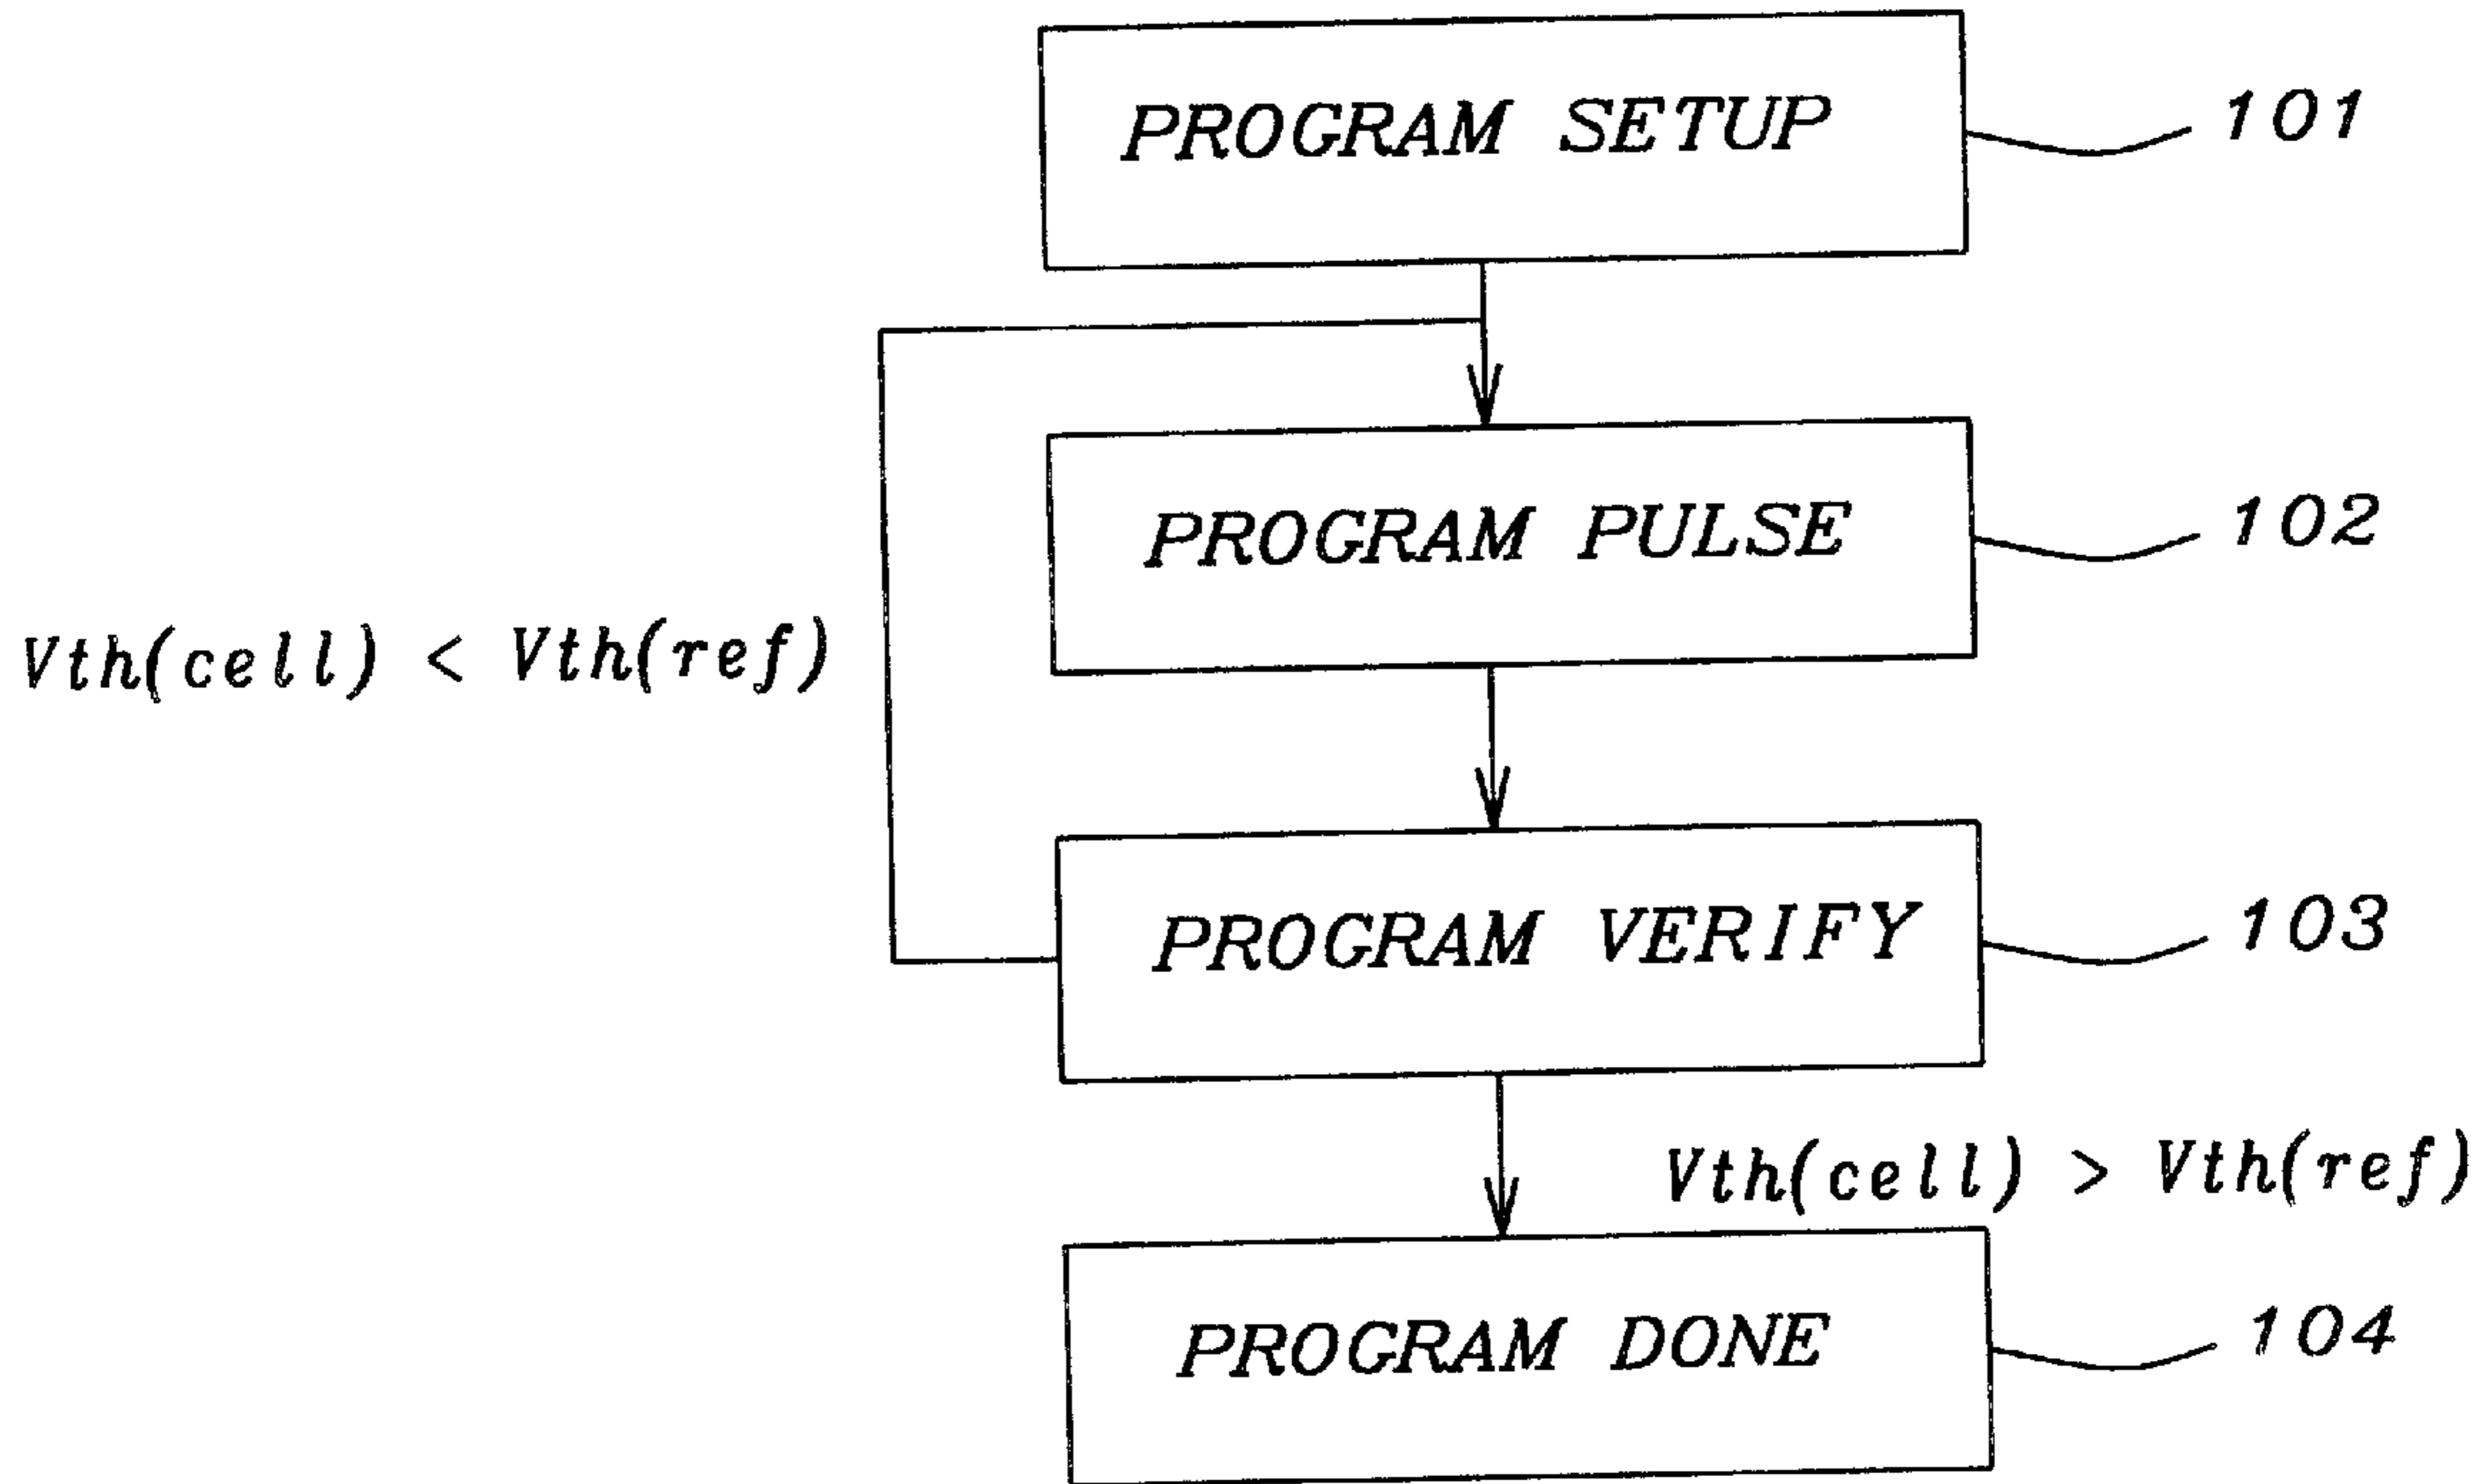 PROGRAM SETUP
101
PROGRAM PULSE
102
Vth(cell) < Vth(ref)
PROGRAM VERIFY
103
Vth(cell) > Vth(ref)
PROGRAM DONE
104